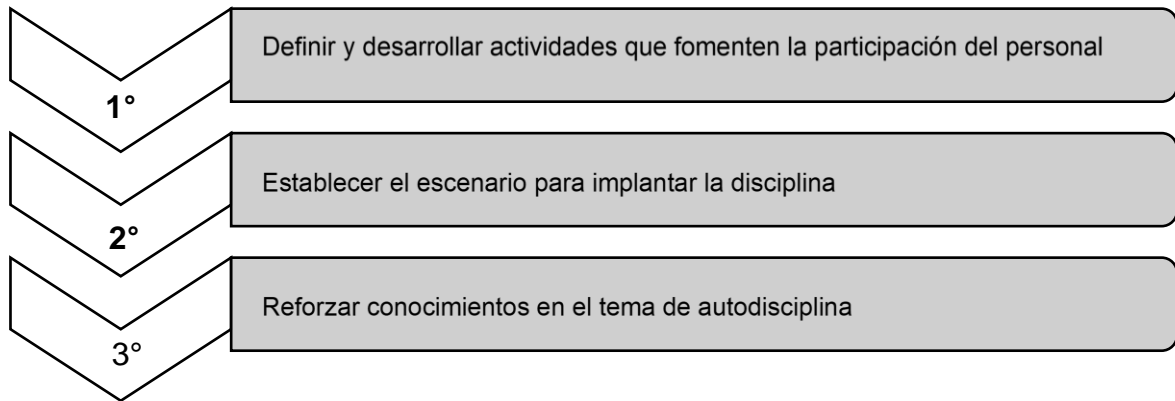 1°
Definir y desarrollar actividades que fomenten la participación del personal
2°
Establecer el escenario para implantar la disciplina
3°
Reforzar conocimientos en el tema de autodisciplina